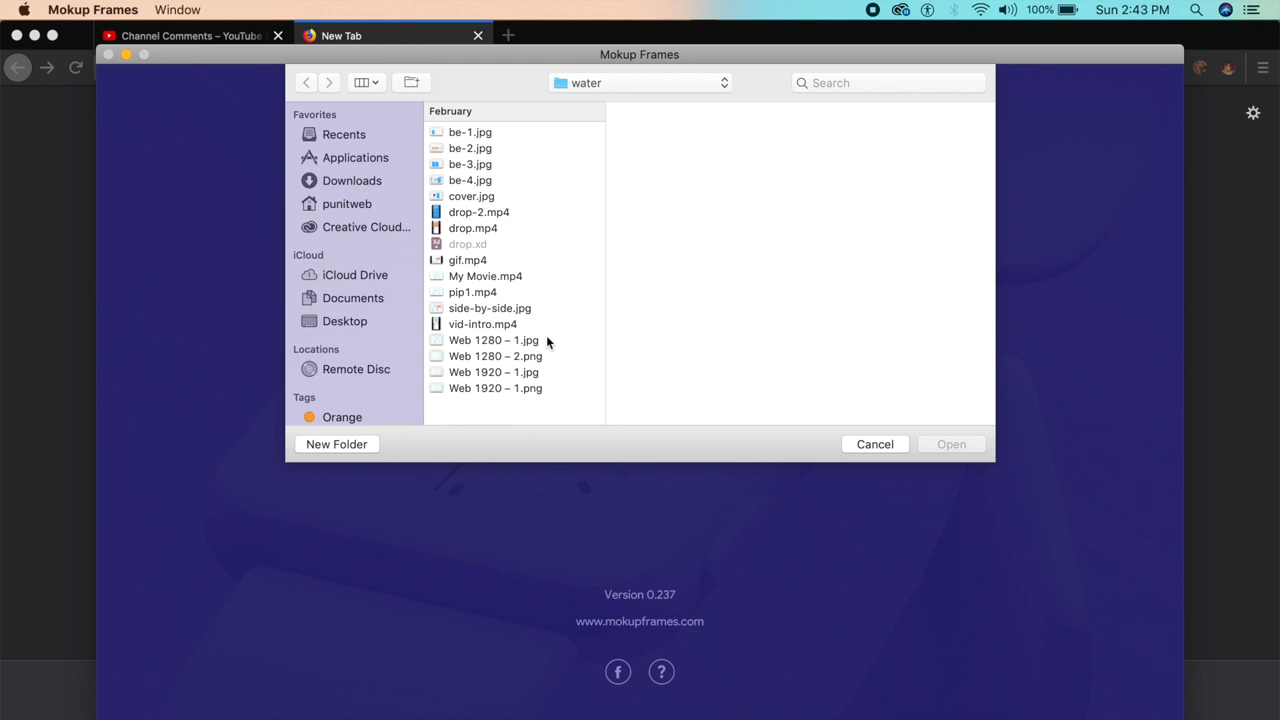 Mokup Frames Window 100% Sun 2:43 PM
Channel Comments – YouTube New Tab
Mokup Frames
water Search
Favorites
Recents
Applications
Downloads
punitweb
Creative Cloud...
iCloud
iCloud Drive
Documents
Desktop
Locations
Remote Disc
Tags
Orange
February
be-1.jpg
be-2.jpg
be-3.jpg
be-4.jpg
cover.jpg
drop-2.mp4
drop.mp4
drop.xd
gif.mp4
My Movie.mp4
pip1.mp4
side-by-side.jpg
vid-intro.mp4
Web 1280 – 1.jpg
Web 1280 – 2.png
Web 1920 – 1.jpg
Web 1920 – 1.png
New Folder Cancel Open
Version 0.237
www.mokupframes.com
f ?